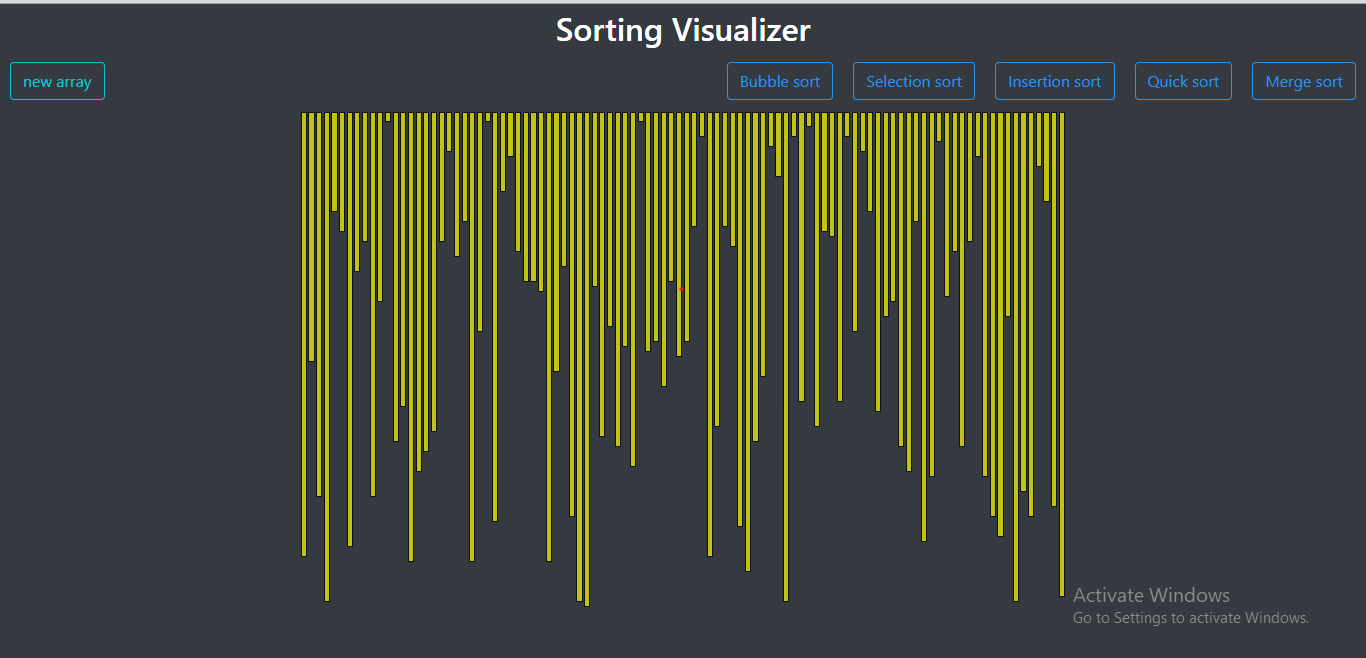 Sorting Visualizer
new array
Bubble sort
Selection sort
Insertion sort
Quick sort
Merge sort
Activate Windows
Go to Settings to activate Windows.